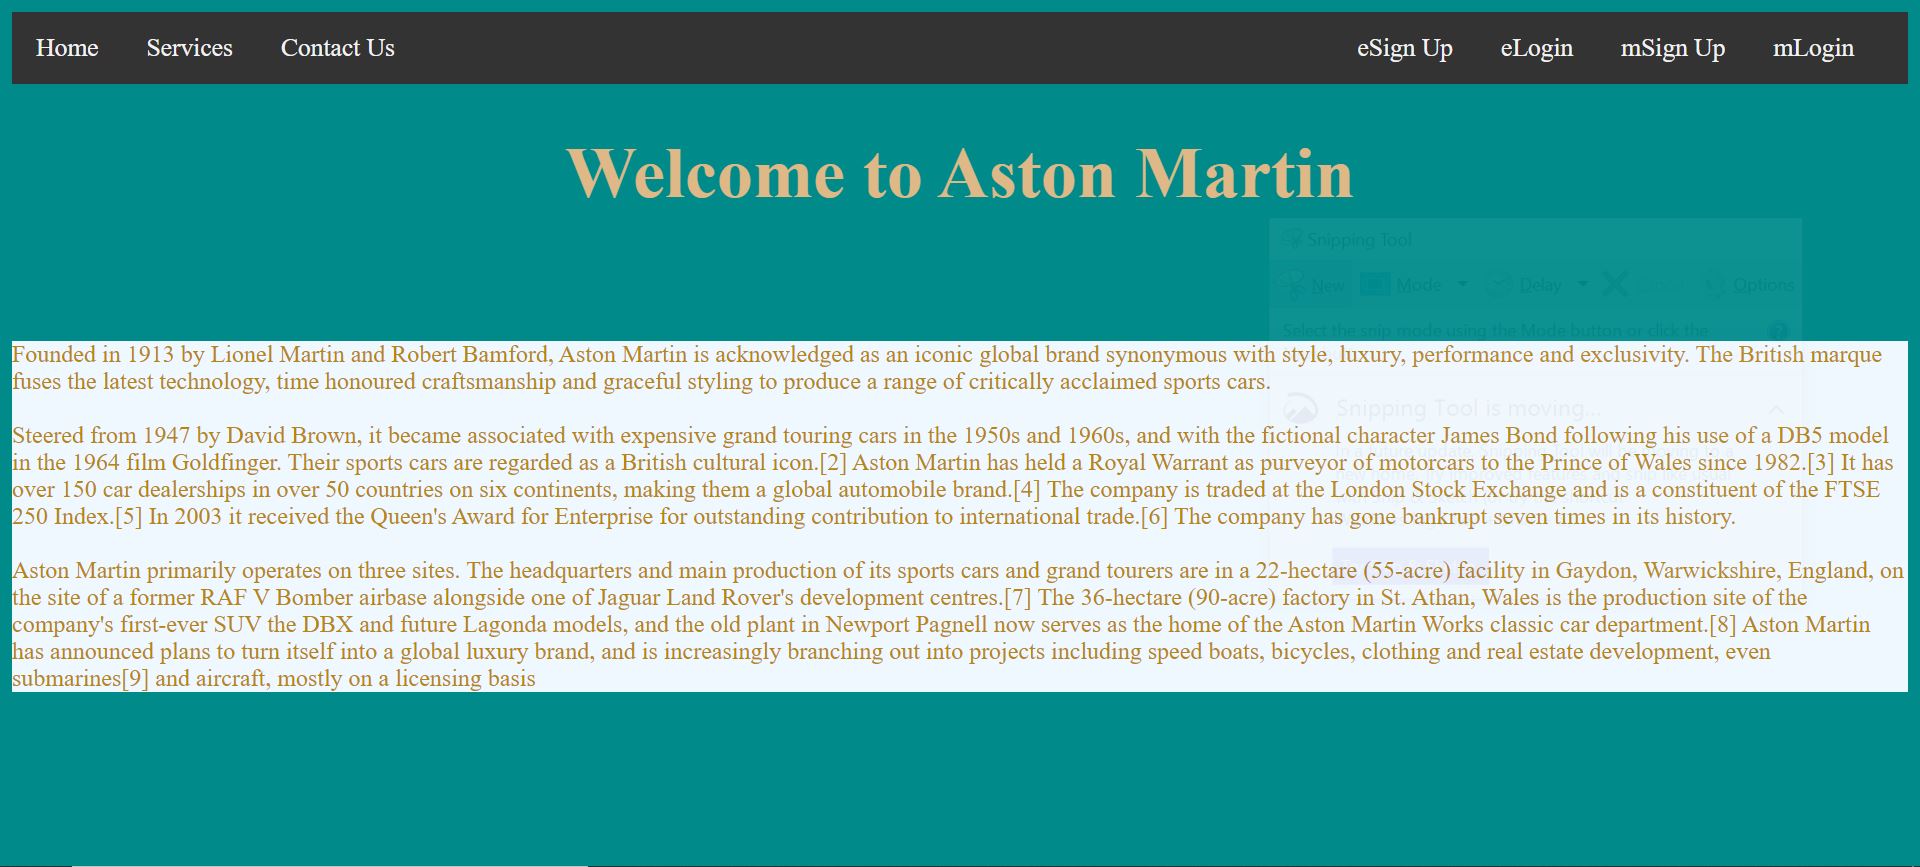 Home Services Contact Us eSign Up eLogin mSign Up mLogin
Welcome to Aston Martin
Snipping Tool
New Mode Delay Cancel Options
Select the snip mode using the Mode button or click the
Founded in 1913 by Lionel Martin and Robert Bamford, Aston Martin is acknowledged as an iconic global brand synonymous with style, luxury, performance and exclusivity. The British marque
fuses the latest technology, time honoured craftsmanship and graceful styling to produce a range of critically acclaimed sports cars.
Snipping Tool is moving...
Steered from 1947 by David Brown, it became associated with expensive grand touring cars in the 1950s and 1960s, and with the fictional character James Bond following his use of a DB5 model
in the 1964 film Goldfinger. Their sports cars are regarded as a British cultural icon.[2] Aston Martin has held a Royal Warrant as purveyor of motorcars to the Prince of Wales since 1982.[3] It has
over 150 car dealerships in over 50 countries on six continents, making them a global automobile brand.[4] The company is traded at the London Stock Exchange and is a constituent of the FTSE
250 Index.[5] In 2003 it received the Queen's Award for Enterprise for outstanding contribution to international trade.[6] The company has gone bankrupt seven times in its history.
Aston Martin primarily operates on three sites. The headquarters and main production of its sports cars and grand tourers are in a 22-hectare (55-acre) facility in Gaydon, Warwickshire, England, on
the site of a former RAF V Bomber airbase alongside one of Jaguar Land Rover's development centres.[7] The 36-hectare (90-acre) factory in St. Athan, Wales is the production site of the
company's first-ever SUV the DBX and future Lagonda models, and the old plant in Newport Pagnell now serves as the home of the Aston Martin Works classic car department.[8] Aston Martin
has announced plans to turn itself into a global luxury brand, and is increasingly branching out into projects including speed boats, bicycles, clothing and real estate development, even
submarines[9] and aircraft, mostly on a licensing basis